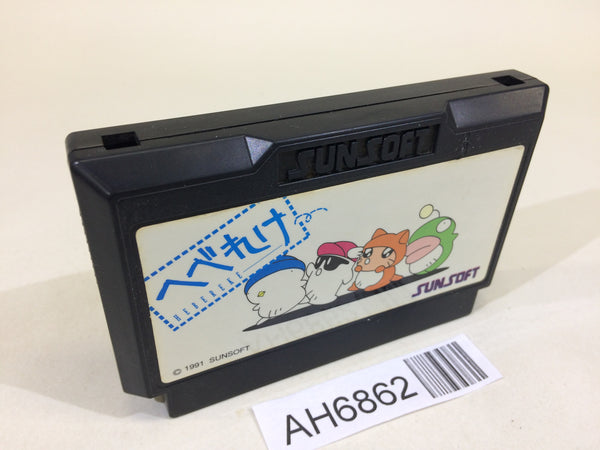 SUNSOFT
へべれけ
HEBEREKE
SUNSOFT
© 1991 SUNSOFT
AH6862